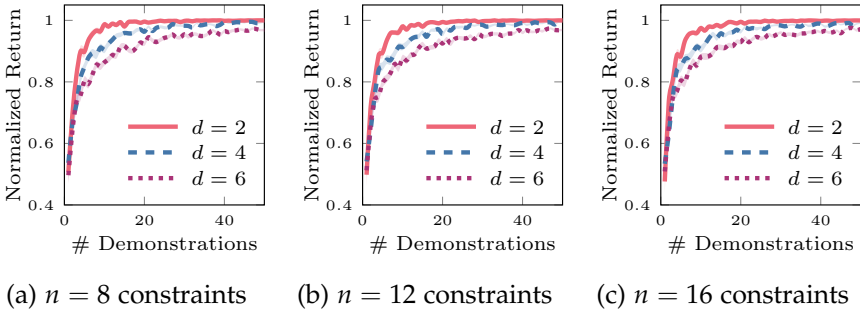 1
0.8
0.6
0.4
Normalized Return
0 20 40
# Demonstrations
d = 2
d = 4
d = 6
(a) n = 8 constraints
1
0.8
0.6
0.4
Normalized Return
0 20 40
# Demonstrations
d = 2
d = 4
d = 6
(b) n = 12 constraints
1
0.8
0.6
0.4
Normalized Return
0 20 40
# Demonstrations
d = 2
d = 4
d = 6
(c) n = 16 constraints